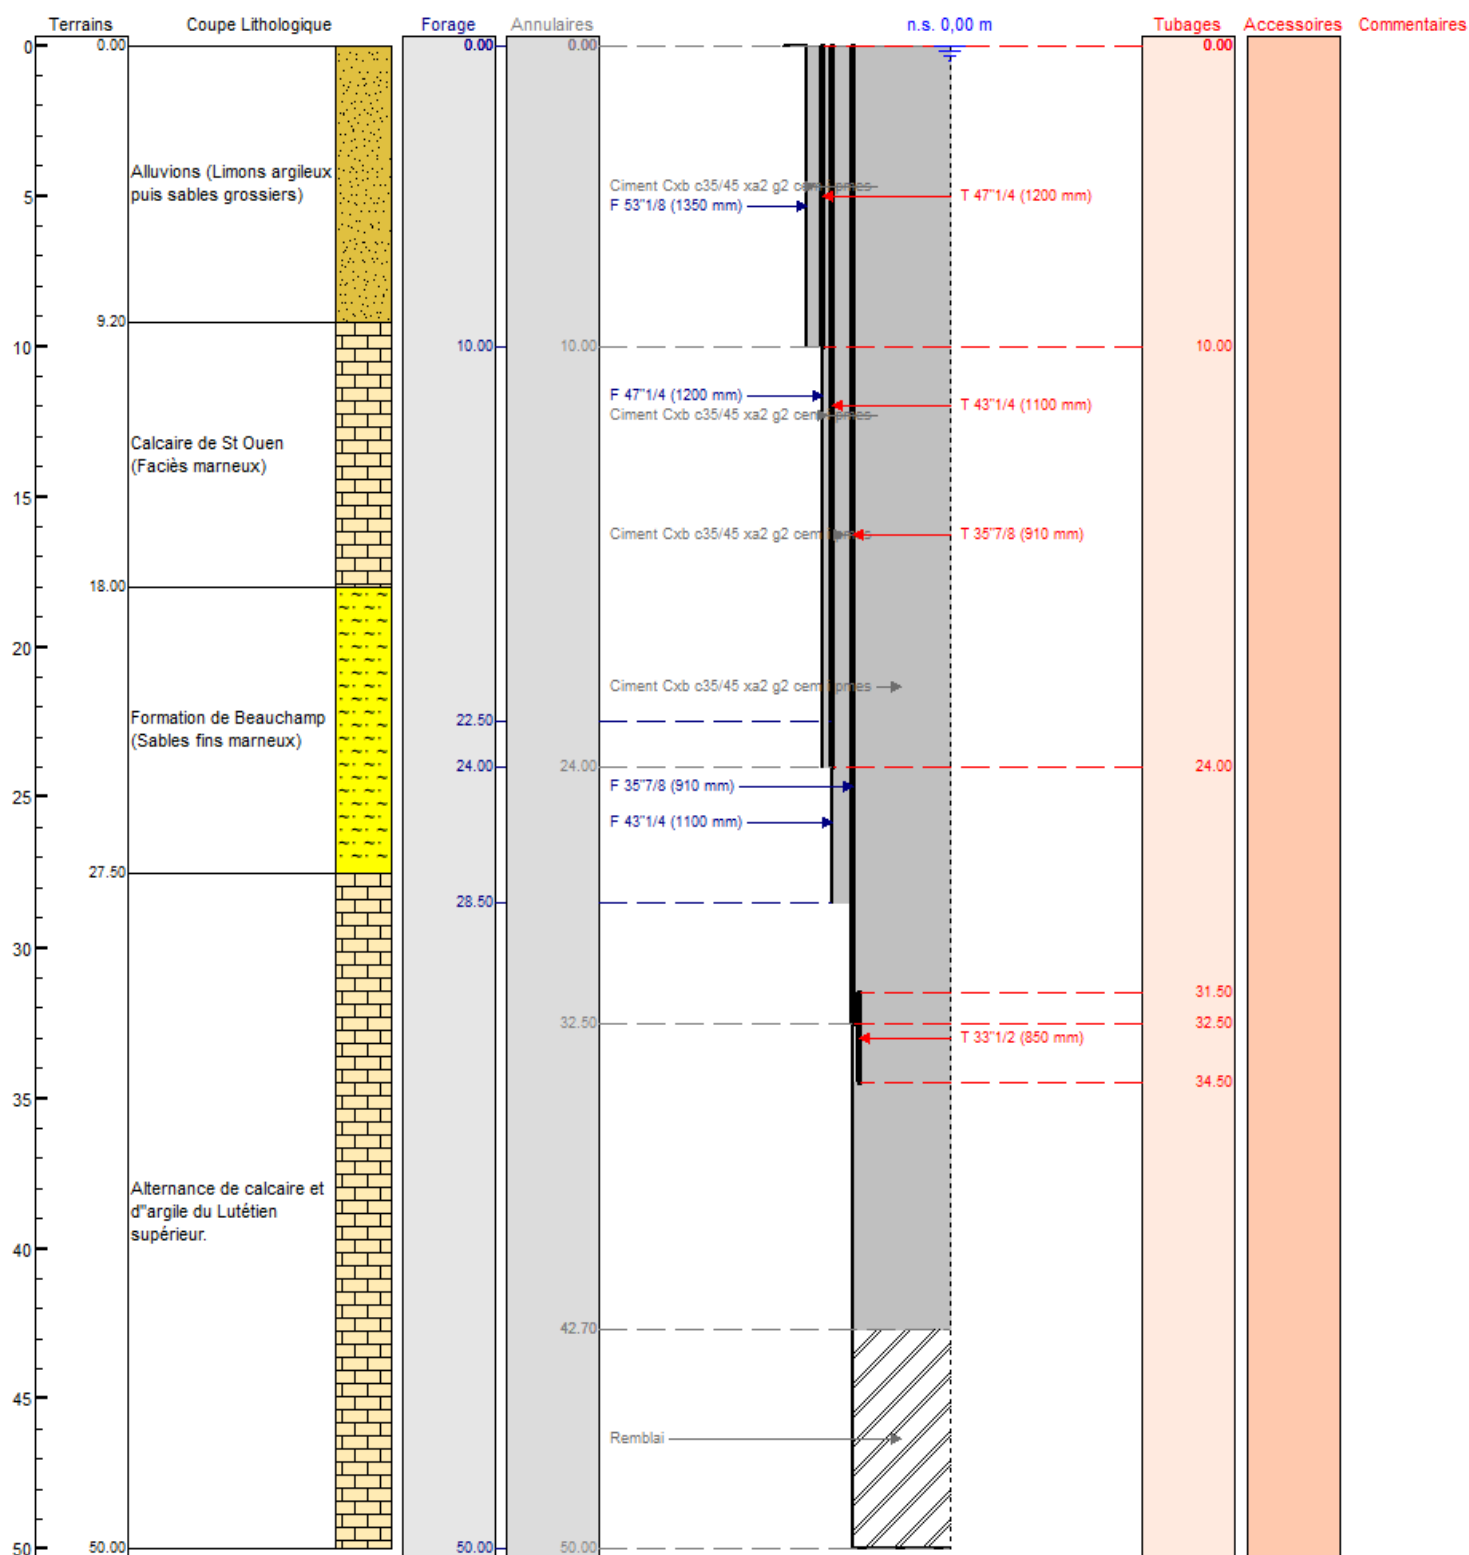 Terrains
Coupe Lithologique
Forage
Annulaires
n.s. 0,00 m
Tubages
Accessoires
Commentaires
0
0.00
0.00
0.00
0.00
Alluvions (Limons argileux
puis sables grossiers)
Ciment Cxb c35/45 xa2 g2 cem i pmes
5
T 47"1/4 (1200 mm)
F 53"1/8 (1350 mm)
9.20
10
10.00
10.00
10.00
F 47"1/4 (1200 mm)
T 43"1/4 (1100 mm)
Ciment Cxb c35/45 xa2 g2 cem i pmes
Calcaire de St Ouen
(Faciès marneux)
15
Ciment Cxb c35/45 xa2 g2 cem i pmes
T 35"7/8 (910 mm)
18.00
20
Ciment Cxb c35/45 xa2 g2 cem i pmes
Formation de Beauchamp
(Sables fins marneux)
22.50
24.00
24.00
24.00
25
F 35"7/8 (910 mm)
F 43"1/4 (1100 mm)
27.50
28.50
30
31.50
32.50
32.50
T 33"1/2 (850 mm)
34.50
35
Alternance de calcaire et
d"argile du Lutétien
supérieur.
40
42.70
45
Remblai
50
50.00
50.00
50.00